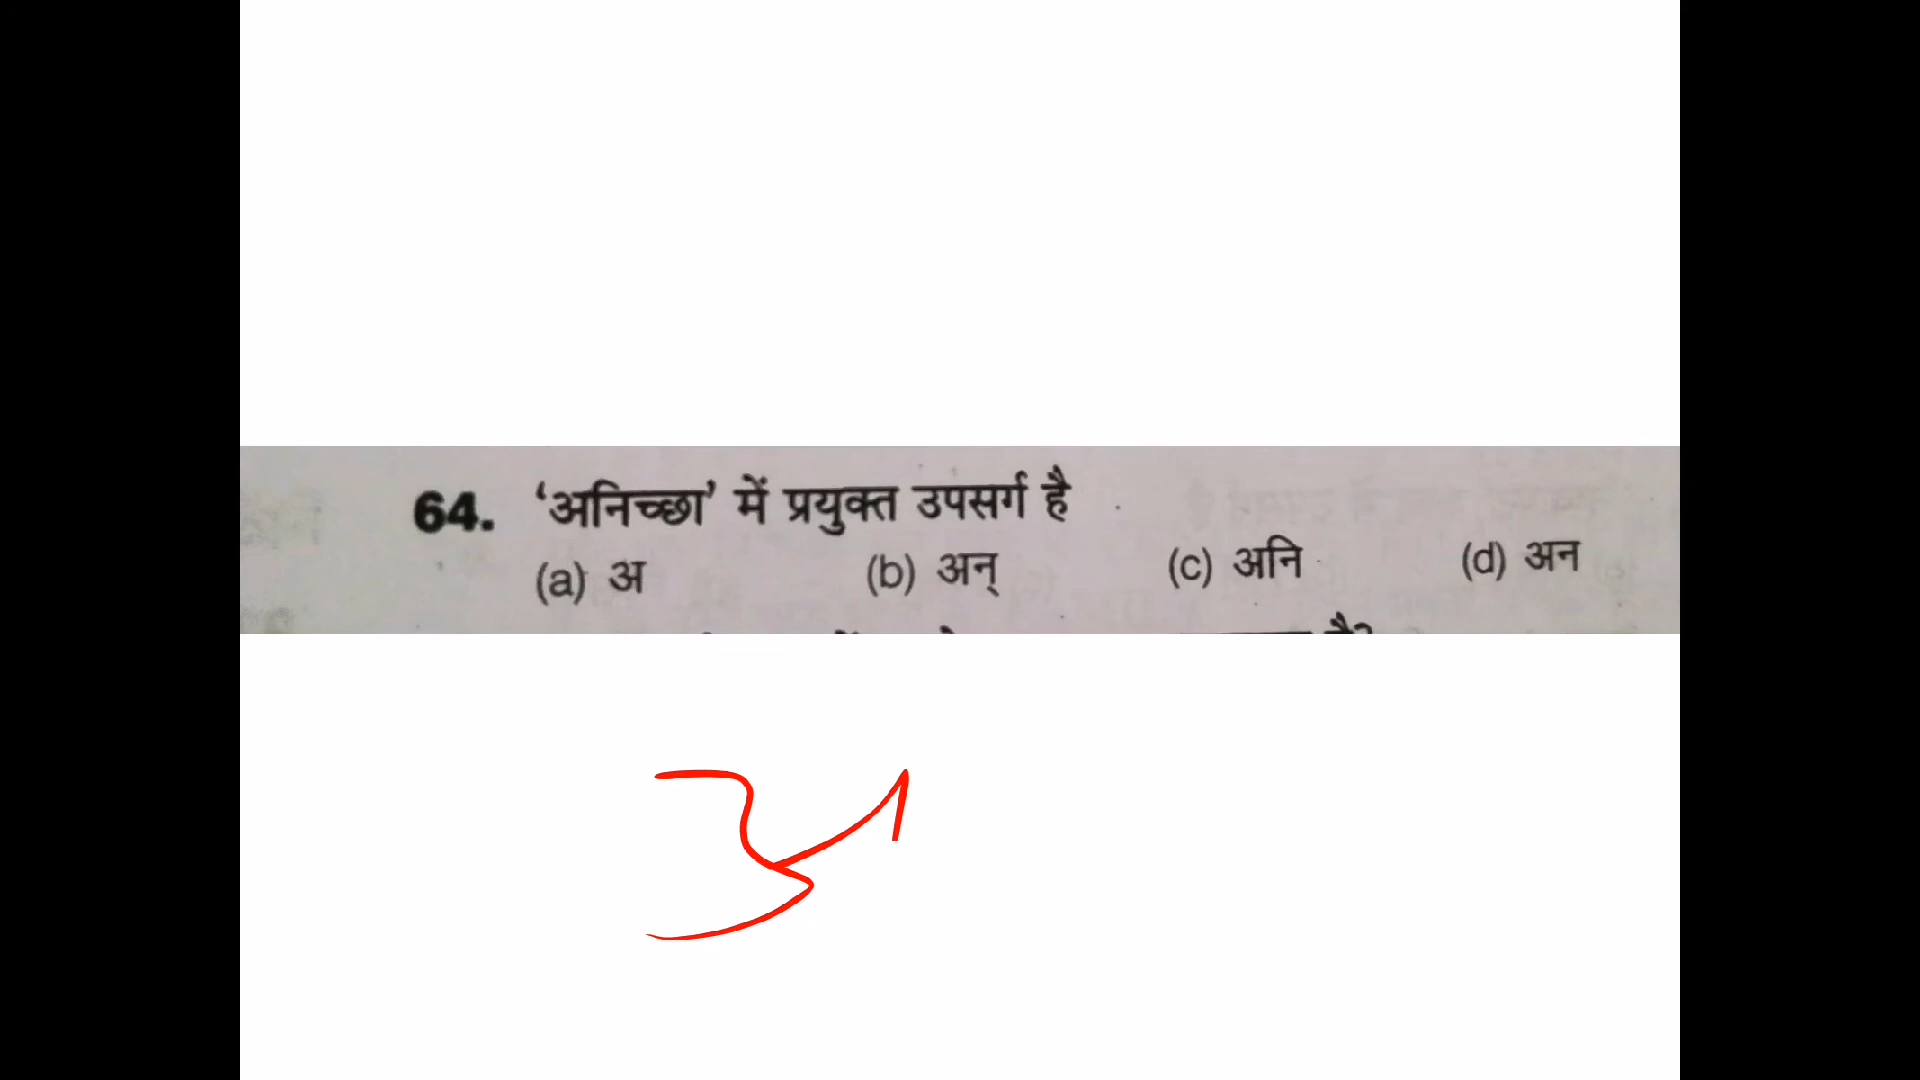 64. ‘अनिच्छा’ में प्रयुक्त उपसर्ग है
(a) अ (b) अन् (c) अनि (d) अन